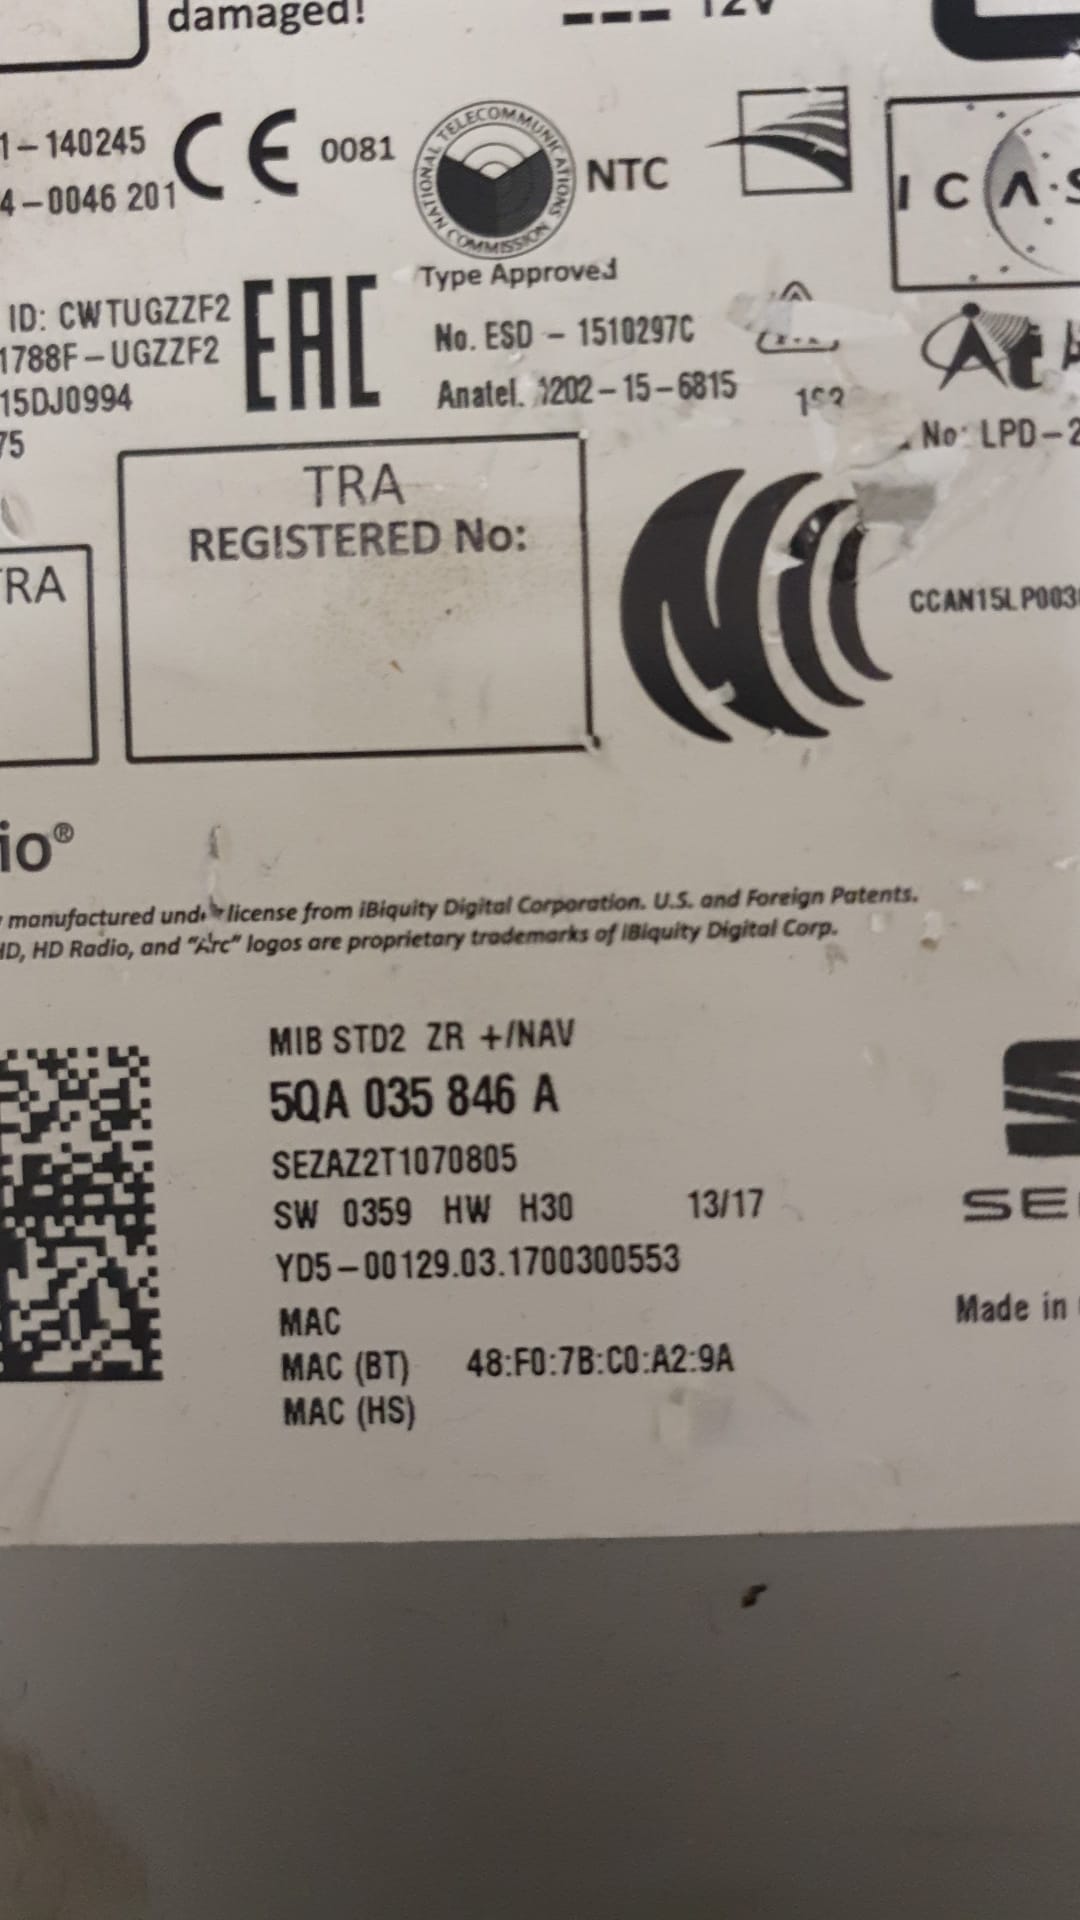 damaged!
12V
1-140245
4-0046 201
CE 0081
NATIONAL TELECOMMUNICATIONS COMMISSION
NTC
Type Approved
No. ESD - 1510297C
Anatel. 1202-15-6815
ICAS
ID: CWTUGZZF2
1788F-UGZZF2
15DJ0994
75
EAC
No: LPD-2
TRA
REGISTERED No:
RA
NCC
CCAN15LP003
io®
manufactured under license from iBiquity Digital Corporation. U.S. and Foreign Patents.
HD, HD Radio, and "Arc" logos are proprietary trademarks of iBiquity Digital Corp.
MIB STD2 ZR +/NAV
5QA 035 846 A
SEZAZ2T1070805
SW 0359 HW H30 13/17
YD5-00129.03.1700300553
MAC
MAC (BT) 48:F0:7B:C0:A2:9A
MAC (HS)
SE
Made in